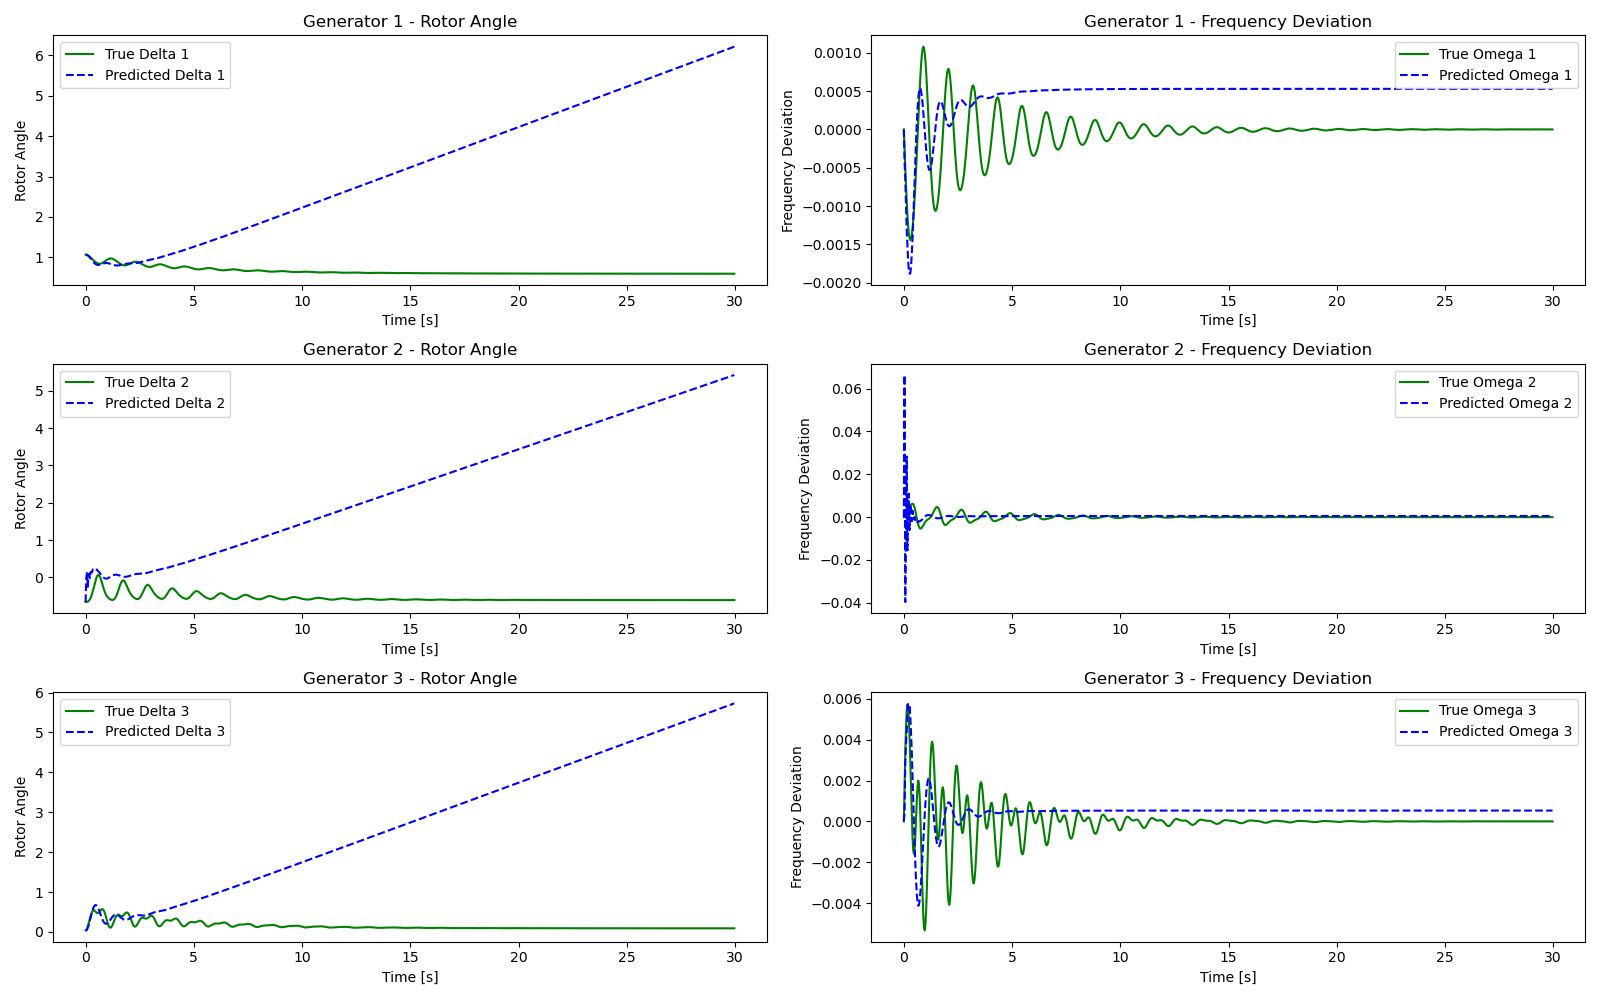 Generator 1 - Rotor Angle
True Delta 1
Predicted Delta 1
Rotor Angle
6
5
4
3
2
1
0 5 10 15 20 25 30
Time [s]
Generator 1 - Frequency Deviation
True Omega 1
Predicted Omega 1
Frequency Deviation
0.0010
0.0005
0.0000
−0.0005
−0.0010
−0.0015
−0.0020
0 5 10 15 20 25 30
Time [s]
Generator 2 - Rotor Angle
True Delta 2
Predicted Delta 2
Rotor Angle
5
4
3
2
1
0
0 5 10 15 20 25 30
Time [s]
Generator 2 - Frequency Deviation
True Omega 2
Predicted Omega 2
Frequency Deviation
0.06
0.04
0.02
0.00
−0.02
−0.04
0 5 10 15 20 25 30
Time [s]
Generator 3 - Rotor Angle
True Delta 3
Predicted Delta 3
Rotor Angle
6
5
4
3
2
1
0
0 5 10 15 20 25 30
Time [s]
Generator 3 - Frequency Deviation
True Omega 3
Predicted Omega 3
Frequency Deviation
0.006
0.004
0.002
0.000
−0.002
−0.004
0 5 10 15 20 25 30
Time [s]